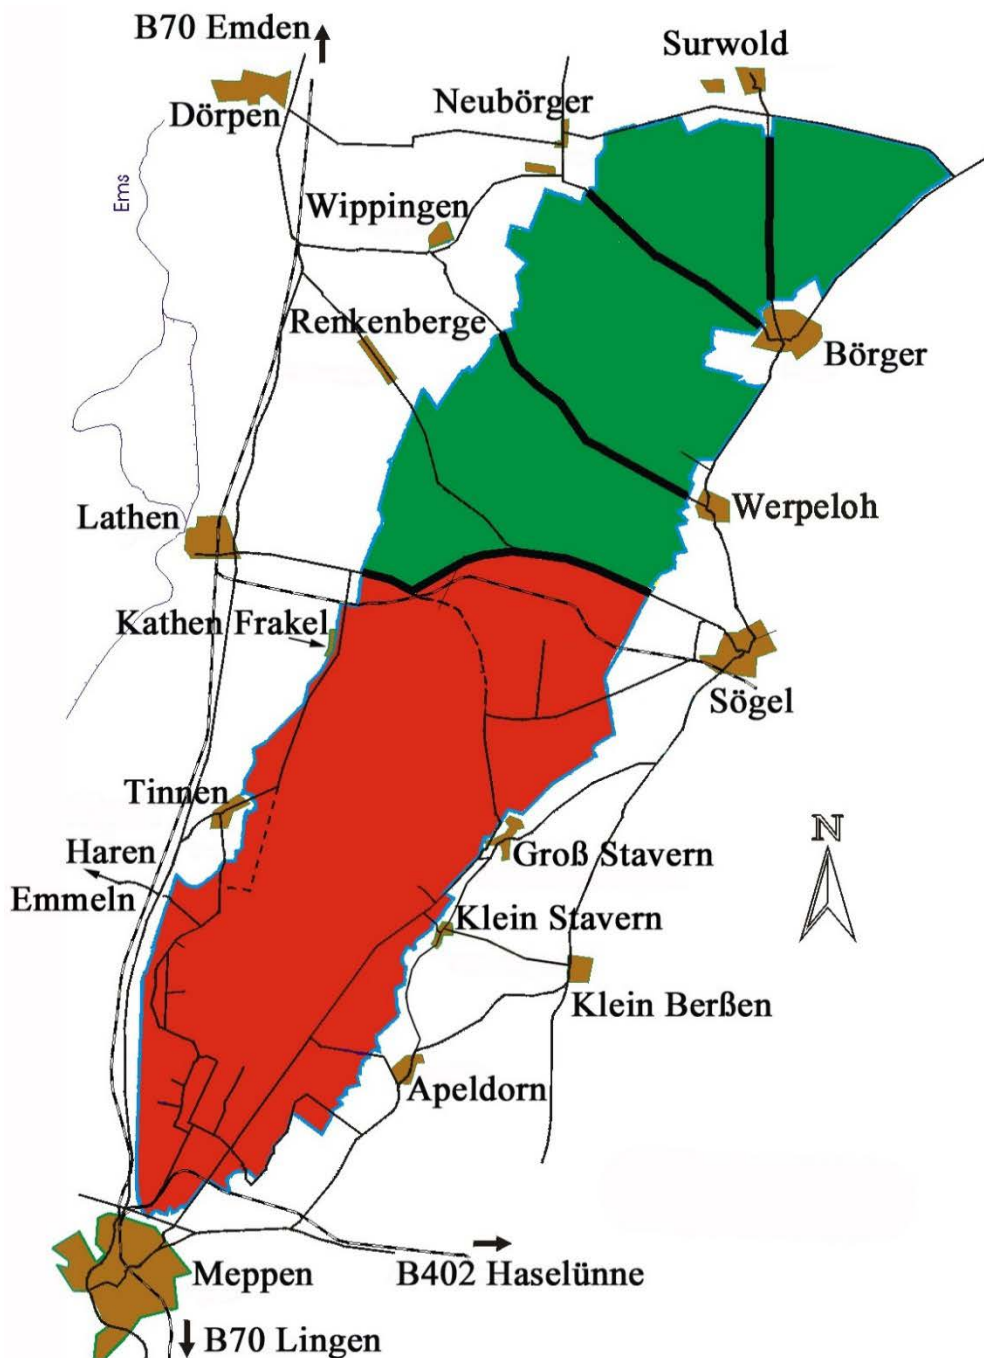 B70 Emden
Surwold
Neubörger
Dörpen
Ems
Wippingen
Renkenberge
Börger
Werpeloh
Lathen
Kathen Frakel
Sögel
Tinnen
Haren
Groß Stavern
N
Emmeln
Klein Stavern
Klein Berßen
Apeldorn
Meppen
B402 Haselünne
B70 Lingen